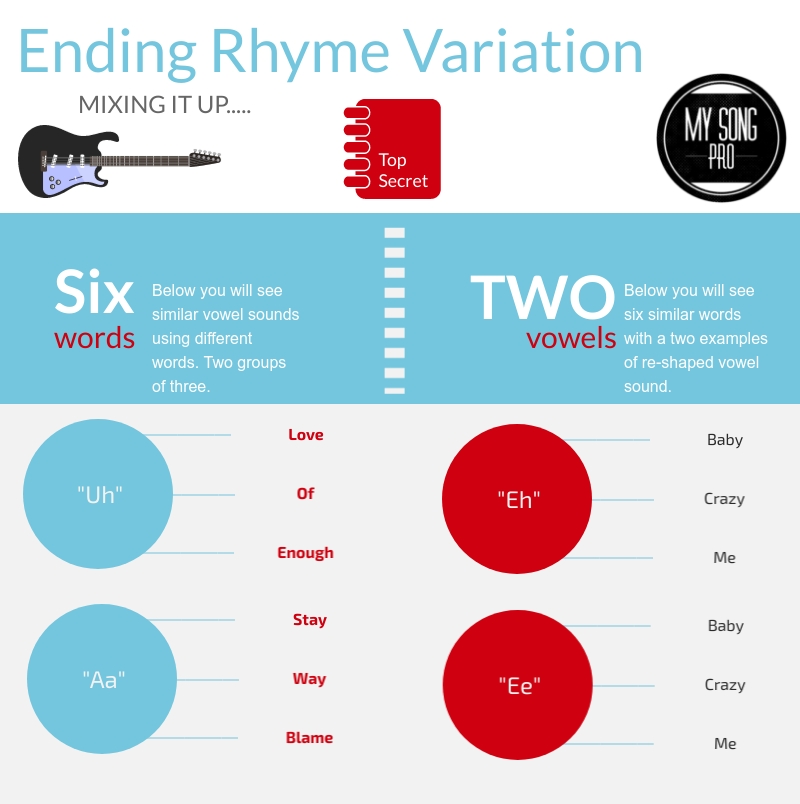 Ending Rhyme Variation
MIXING IT UP.....
Top
Secret
MY SONG
PRO
Six
words
Below you will see
similar vowel sounds
using different
words. Two groups
of three.
TWO
vowels
Below you will see
six similar words
with a two examples
of re-shaped vowel
sound.
"Uh"
Love
Of
Enough
"Eh"
Baby
Crazy
Me
"Aa"
Stay
Way
Blame
"Ee"
Baby
Crazy
Me